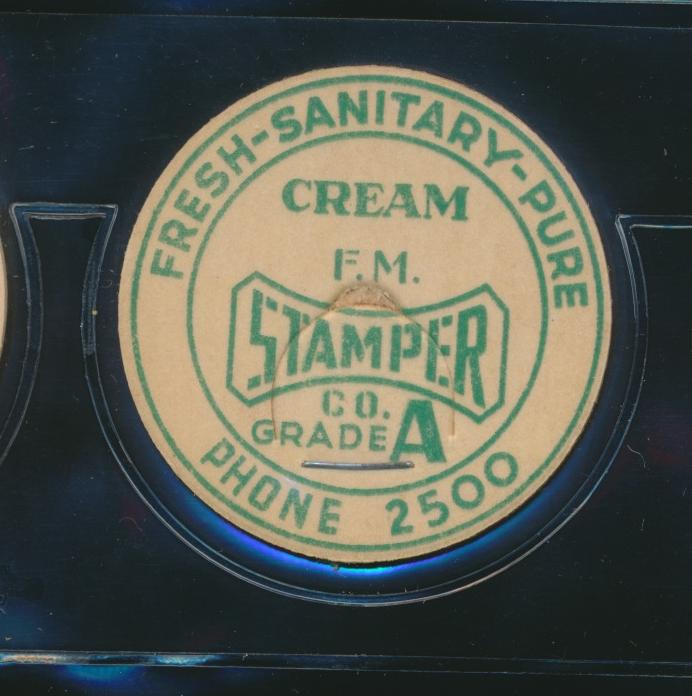 FRESH-SANITARY-PURE
CREAM
F.M.
STAMPER
CO.
GRADE A
PHONE 2500